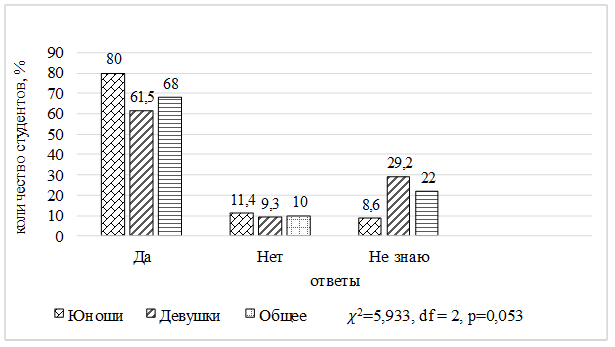 количество студентов, %
90
80
70
60
50
40
30
20
10
0
80
61,5
68
11,4
9,3
10
8,6
29,2
22
Да
Нет
Не знаю
ответы
Юноши
Девушки
Общее
χ²=5,933, df = 2, p=0,053